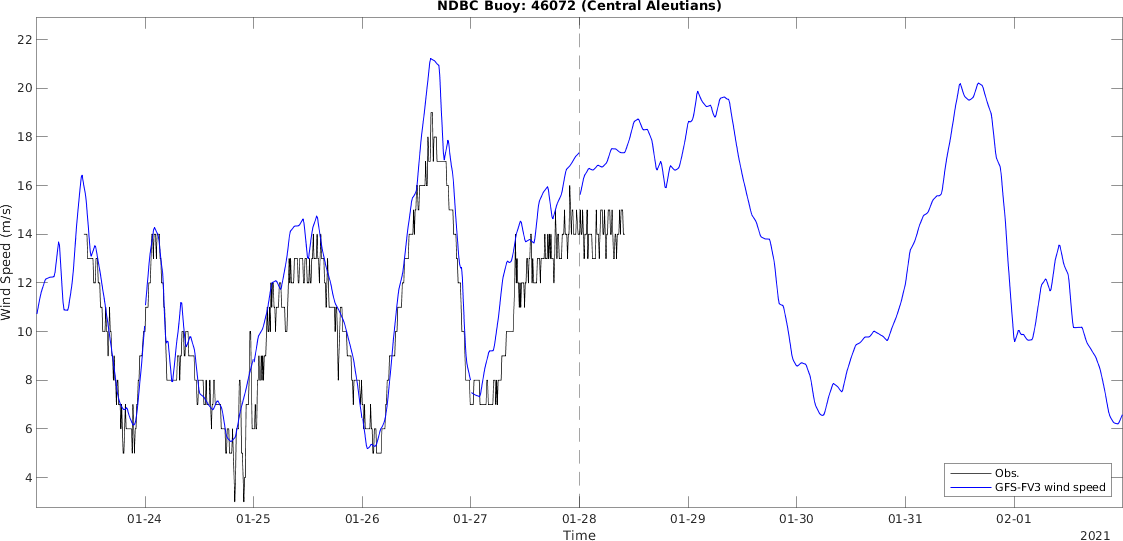 NDBC Buoy: 46072 (Central Aleutians)
22
20
18
16
14
12
10
8
6
4
Wind Speed (m/s)
01-24 01-25 01-26 01-27 01-28 01-29 01-30 01-31 02-01
Time
2021
Obs.
GFS-FV3 wind speed